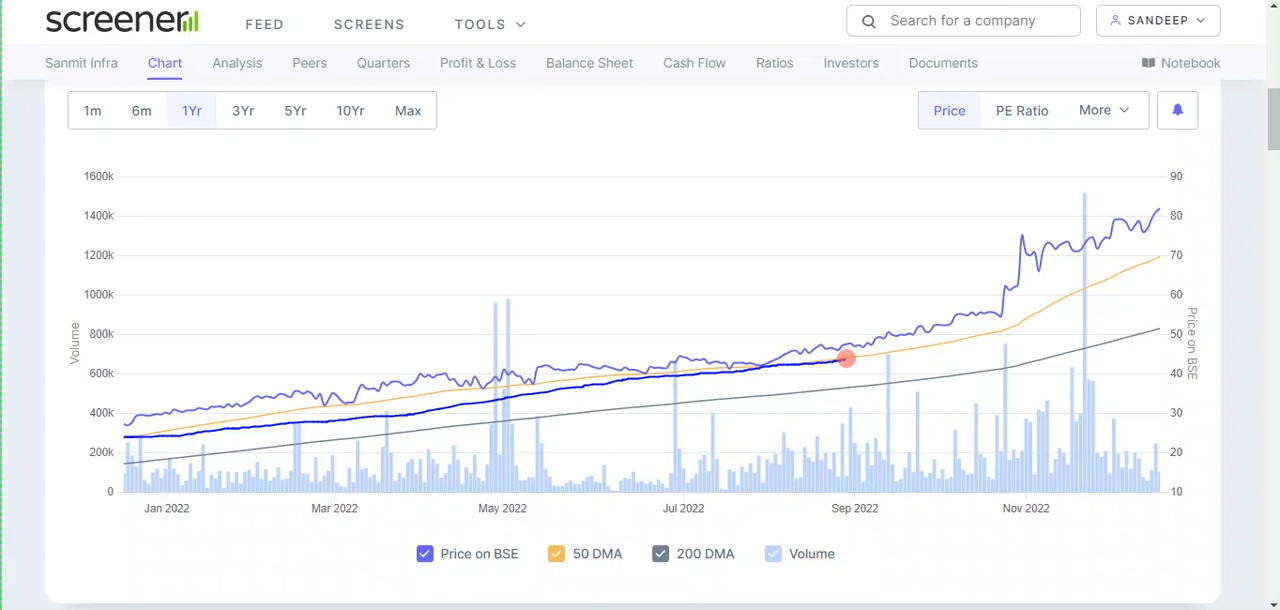 screener
FEED SCREENS TOOLS
Search for a company
SANDEEP
Sanmit Infra Chart Analysis Peers Quarters Profit & Loss Balance Sheet Cash Flow Ratios Investors Documents Notebook
1m 6m 1Yr 3Yr 5Yr 10Yr Max
Price PE Ratio More
1600k 90
1400k 80
1200k 70
1000k 60
800k 50
600k 40
400k 30
200k 20
0 10
Volume
Price on BSE
Jan 2022 Mar 2022 May 2022 Jul 2022 Sep 2022 Nov 2022
Price on BSE 50 DMA 200 DMA Volume